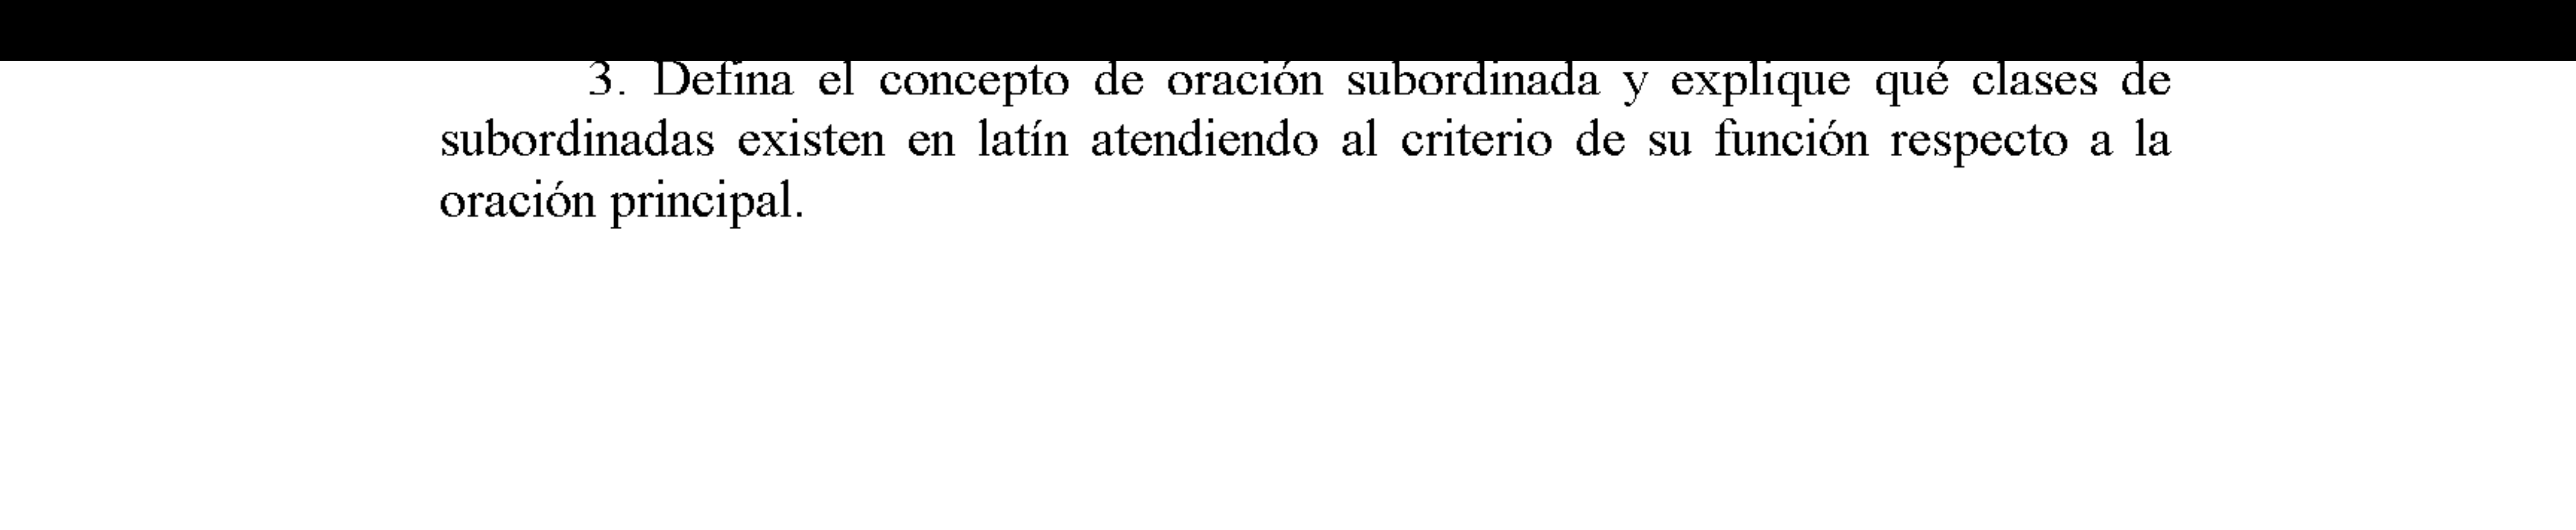 3. Defina el concepto de oración subordinada y explique qué clases de
subordinadas existen en latín atendiendo al criterio de su función respecto a la
oración principal.